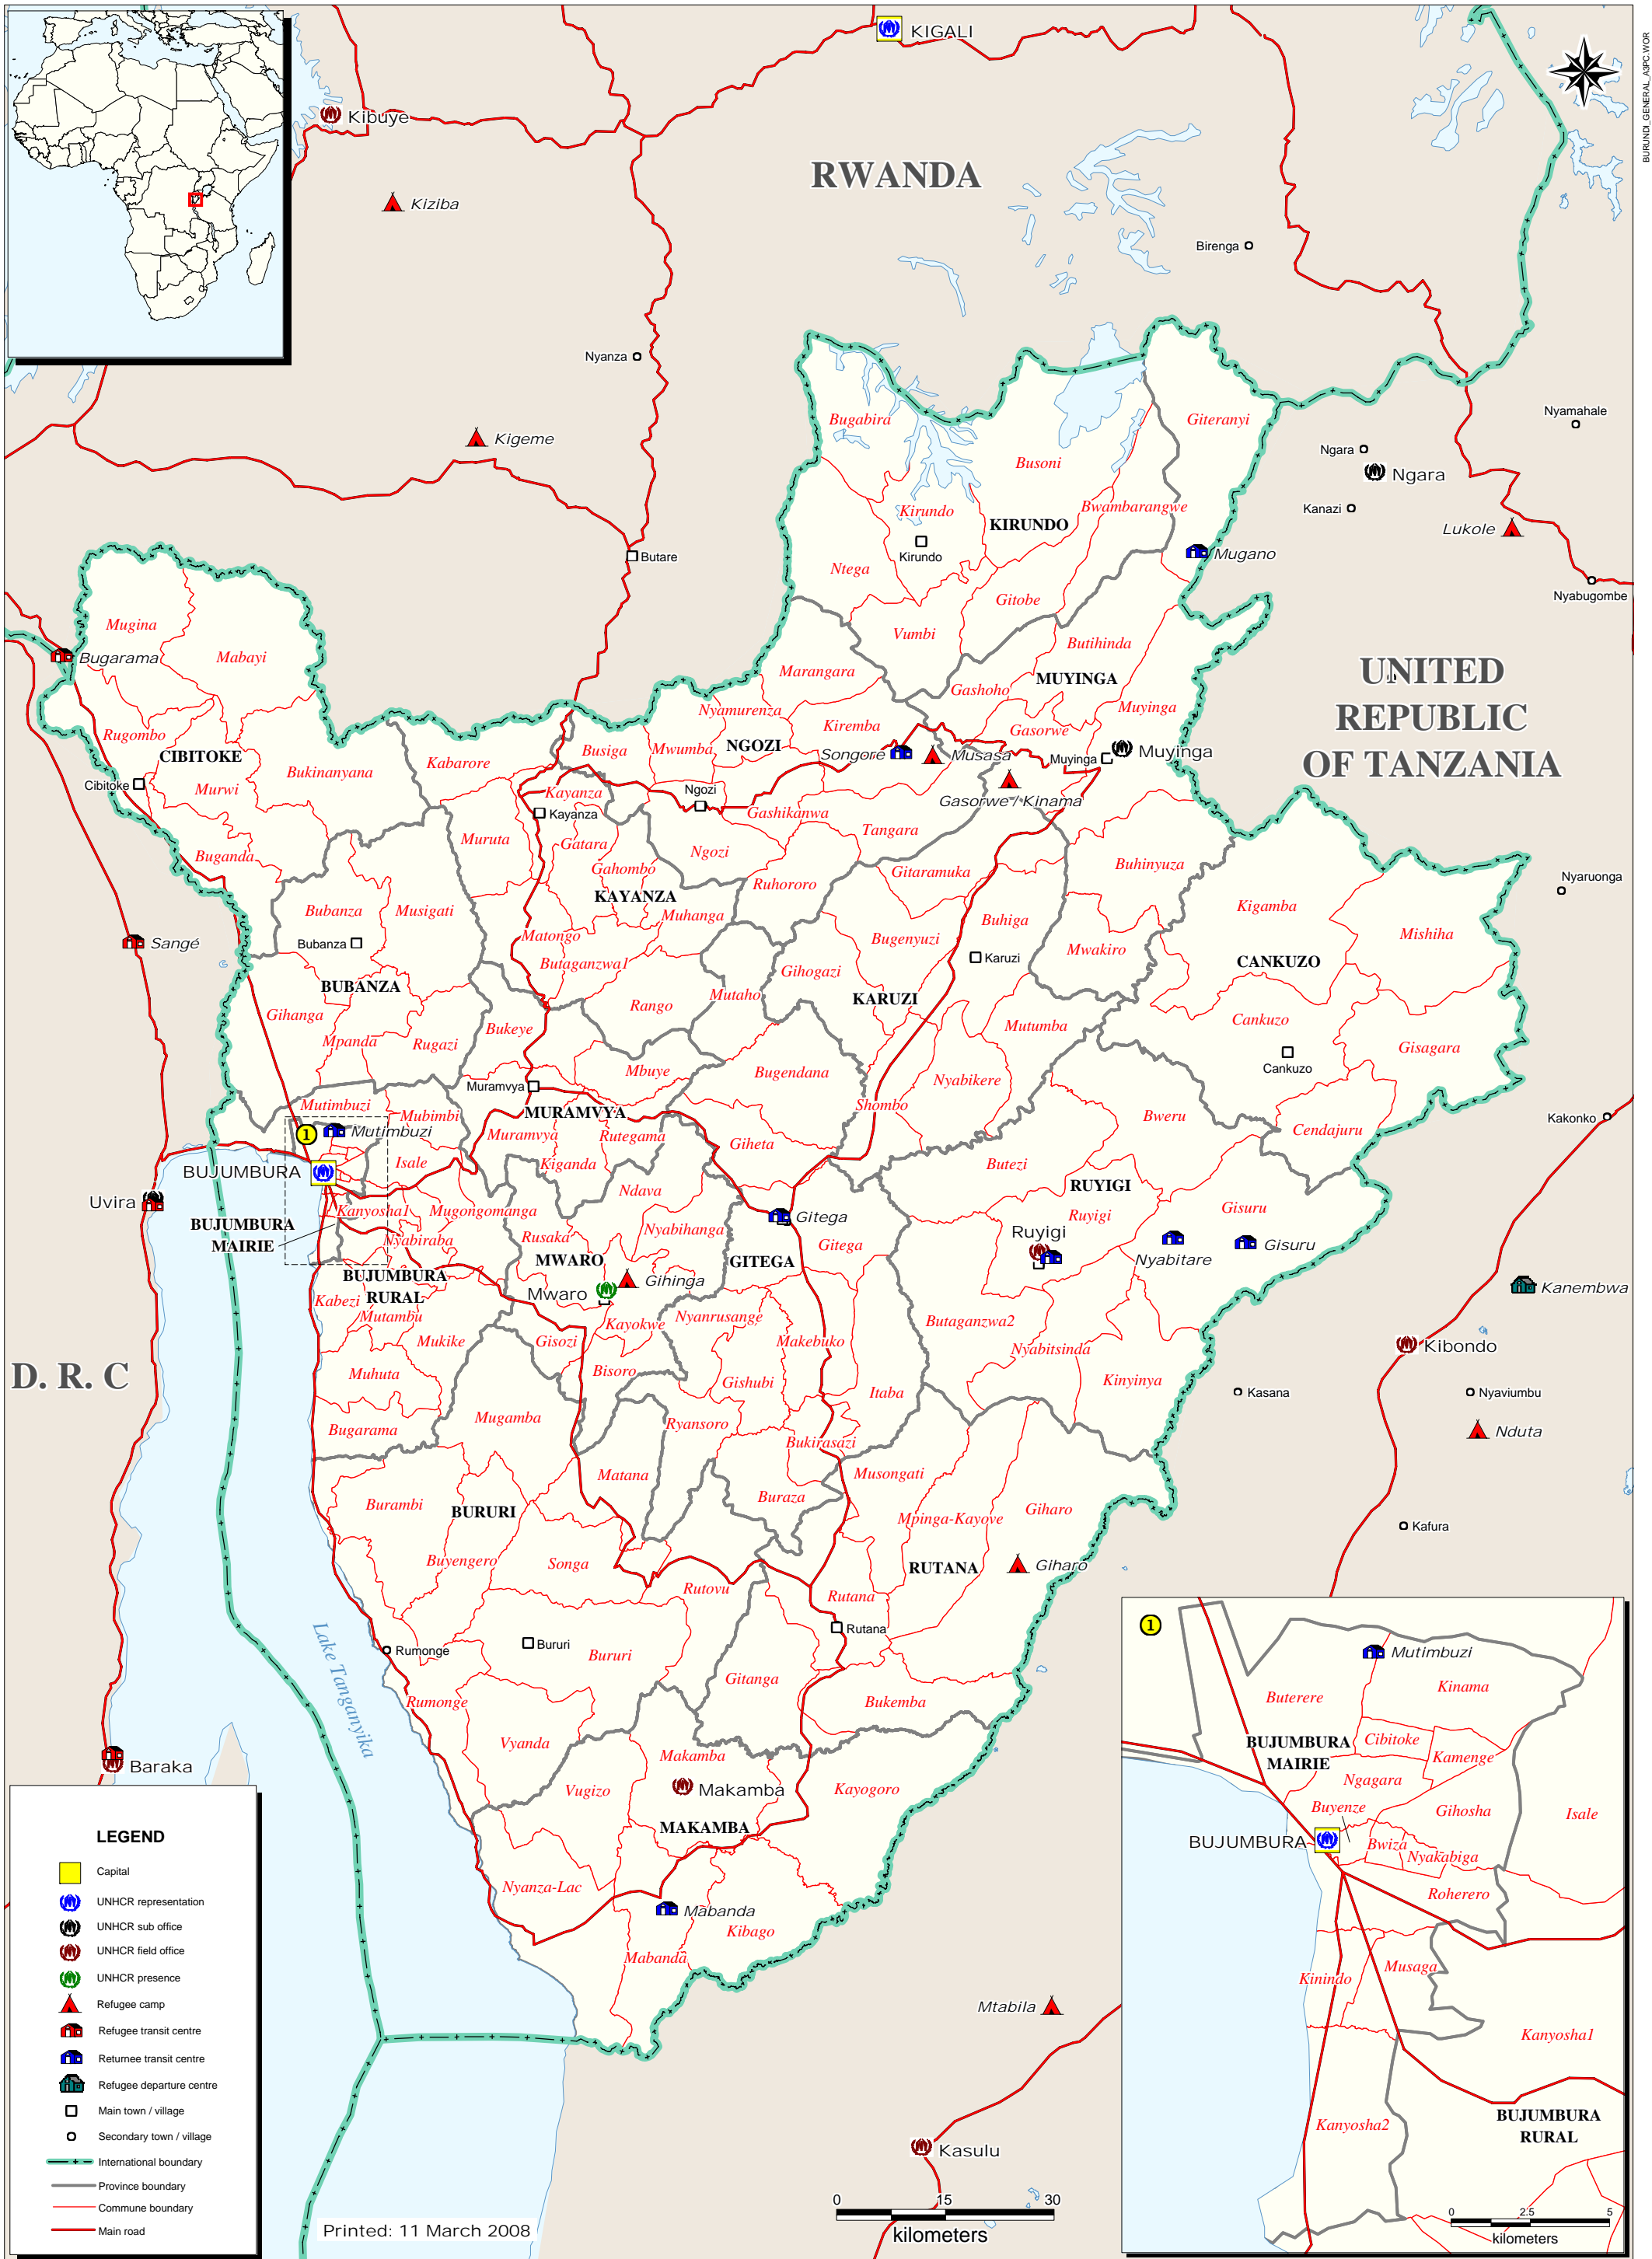 BURUNDI_GENERAL_A3PC.WOR
KIGALI
Kibuye
RWANDA
Kiziba
Birenga
Nyanza
Kigeme
Butare
Nyamahale
Ngara
Ngara
Kanazi
Lukole
Nyabugombe
UNITED
REPUBLIC
OF TANZANIA
Bugabira
Giteranyi
Busoni
Kirundo
KIRUNDO
Bwambarangwe
Kirundo
Mugano
Ntega
Gitobe
Vumbi
Butihinda
Mugina
Mabayi
Bugarama
Marangara
MUYINGA
Gashoho
Muyinga
Nyamurenza
Kiremba
Gasorwe
Rugombo
CIBITOKE
Busiga
Mwumba
NGOZI
Songore
Musasa
Muyinga
Muyinga
Kabarore
Bukinanyana
Cibitoke
Murwi
Kayanza
Ngozi
Gasorwe / Kinama
Kayanza
Gashikanwa
Tangara
Muruta
Gatara
Ngozi
Buganda
Gahombo
Ruhororo
Gitaramuka
Buhinyuza
Nyaruonga
KAYANZA
Bubanza
Musigati
Muhanga
Buhiga
Kigamba
Mishiha
Bubanza
Sangé
Matongo
Bugenyuzi
Karuzi
Mwakiro
CANKUZO
Butaganzwa1
Gihogazi
BUBANZA
Mutaho
KARUZI
Rango
Gihanga
Bukeye
Mutumba
Cankuzo
Mpanda
Rugazi
Gisagara
Cankuzo
Mbuye
Bugendana
Nyabikere
Muramvya
Mutimbuzi
Mubimbi
MURAMVYA
Shombo
Bweru
Kakonko
1
Mutimbuzi
Muramvya
Rutegama
Giheta
Cendajuru
BUJUMBURA
Isale
Kiganda
Butezi
RUYIGI
Ndava
Uvira
Kanyosha1
Mugongomanga
Gitega
Ruyigi
Gisuru
BUJUMBURA
MAIRIE
Nyabiraba
Rusaka
Nyabihanga
Gitega
Ruyigi
Nyabitare
Gisuru
MWARO
GITEGA
BUJUMBURA
RURAL
Gihinga
Mwaro
Kanembwa
Kabezi
Mutambu
Mukike
Gisozi
Kayokwe
Nyanrusange
Makebuko
Butaganzwa2
Nyabitsinda
Kibondo
D. R. C
Muhuta
Bisoro
Gishubi
Itaba
Kinyinya
Kasana
Nyaviumbu
Mugamba
Bugarama
Ryansoro
Bukirasazi
Nduta
Matana
Musongati
Burambi
BURURI
Buraza
Mpinga-Kayove
Giharo
Kafura
Buyengero
Songa
RUTANA
Giharo
Rutovu
Rutana
Rutana
Lake Tanganyika
Rumonge
Bururi
Bururi
Gitanga
Rumonge
Bukemba
Vyanda
Makamba
Baraka
Vugizo
Makamba
Kayogoro
MAKAMBA
Nyanza-Lac
Mabanda
Kibago
Mabanda
Mtabila
Kasulu
LEGEND
Capital
UNHCR representation
UNHCR sub office
UNHCR field office
UNHCR presence
Refugee camp
Refugee transit centre
Returnee transit centre
Refugee departure centre
Main town / village
Secondary town / village
International boundary
Province boundary
Commune boundary
Main road
Printed: 11 March 2008
0 15 30
kilometers
1
Mutimbuzi
Kinama
Buterere
Cibitoke
BUJUMBURA
MAIRIE
Kamenge
Ngagara
Buyenze
Gihosha
Isale
BUJUMBURA
Bwiza
Nyakabiga
Roherero
Musaga
Kinindo
Kanyosha1
Kanyosha2
BUJUMBURA
RURAL
0 2.5 5
kilometers